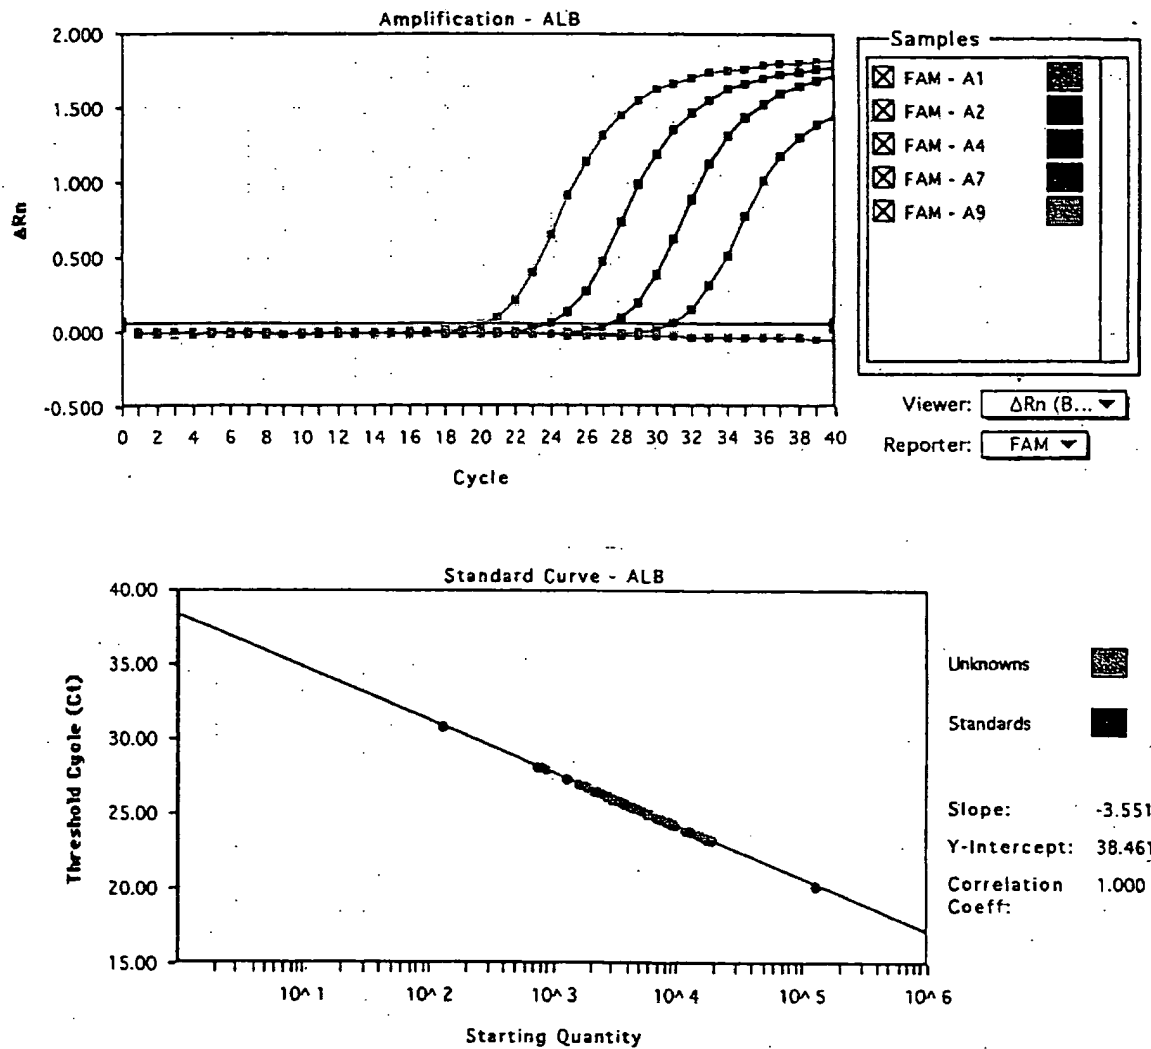 Amplification - ALB
2.000
1.500
1.000
0.500
0.000
-0.500
ΔRn
0 2 4 6 8 10 12 14 16 18 20 22 24 26 28 30 32 34 36 38 40
Cycle
Samples
FAM - A1
FAM - A2
FAM - A4
FAM - A7
FAM - A9
Viewer: ΔRn (B... ▼
Reporter: FAM ▼
Standard Curve - ALB
40.00
35.00
30.00
25.00
20.00
15.00
Threshold Cycle (Ct)
10^1 10^2 10^3 10^4 10^5 10^6
Starting Quantity
Unknowns
Standards
Slope: -3.551
Y-Intercept: 38.461
Correlation 1.000
Coeff: